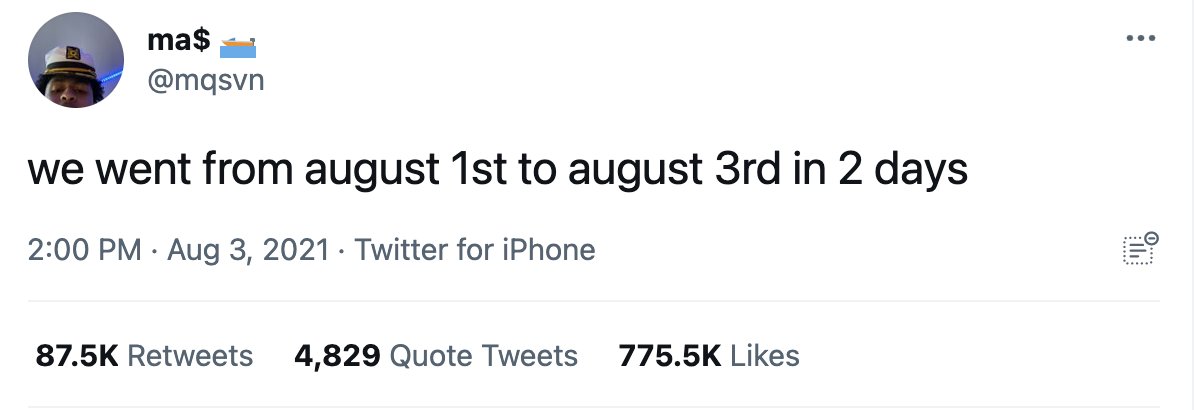 ma$ 🚤
@mqsvn
we went from august 1st to august 3rd in 2 days
2:00 PM · Aug 3, 2021 · Twitter for iPhone
87.5K Retweets 4,829 Quote Tweets 775.5K Likes